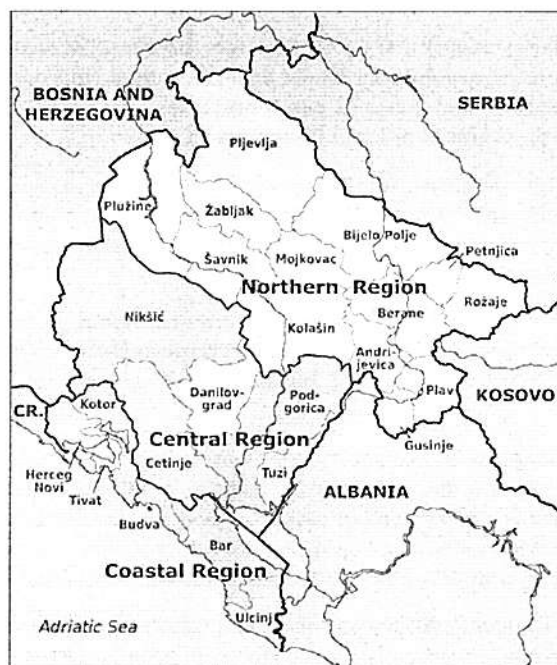 BOSNIA AND
HERZEGOVINA
SERBIA
Pljevlja
Plužine
Žabljak
Bijelo Polje
Petnjica
Šavnik
Mojkovac
Northern Region
Rožaje
Nikšić
Berane
Kolašin
Andri-
jevica
Danilov-
grad
Pod-
gorica
Plav
KOSOVO
CR.
Kotor
Central Region
Gusinje
Cetinje
Tuzi
Herceg
Novi
Tivat
ALBANIA
Budva
Bar
Coastal Region
Ulcinj
Adriatic Sea